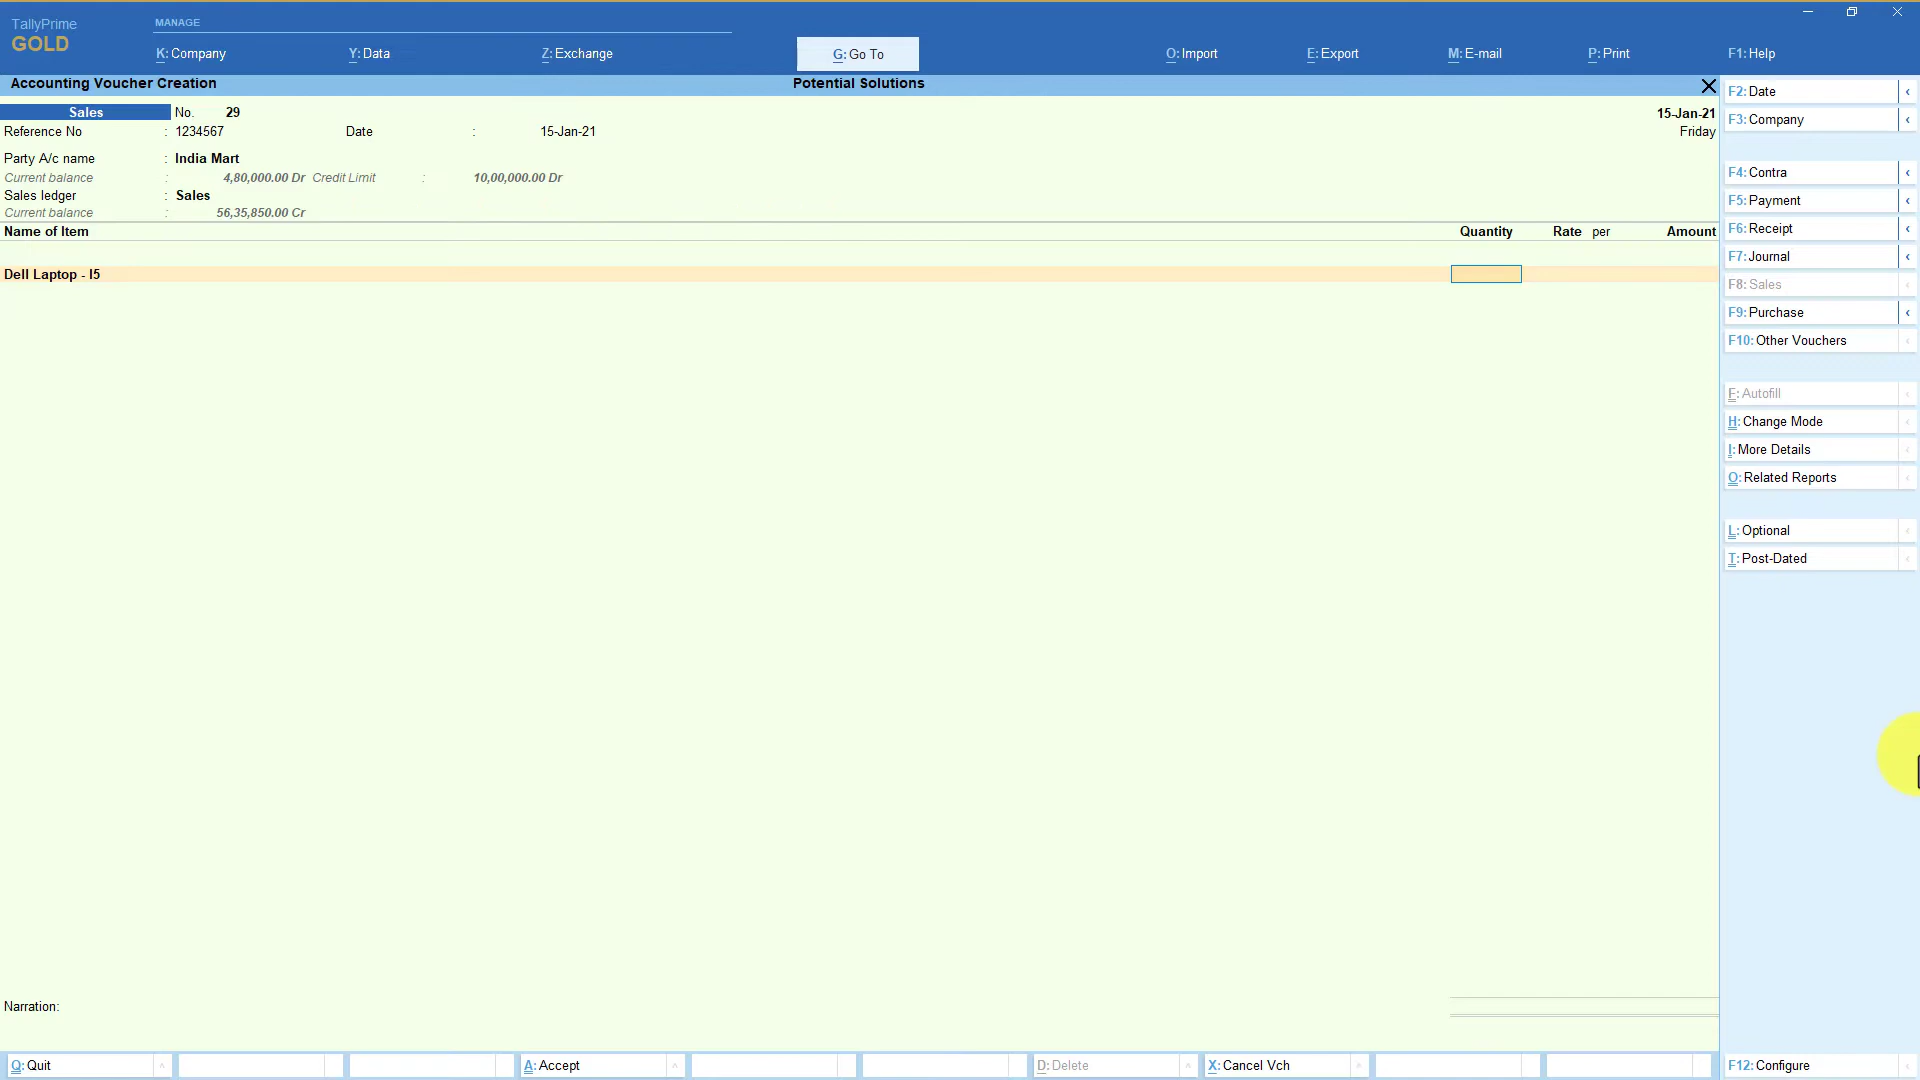 TallyPrime
GOLD
MANAGE
K: Company
Y: Data
Z: Exchange
G: Go To
O: Import
E: Export
M: E-mail
P: Print
F1: Help
Accounting Voucher Creation
Potential Solutions
Sales No. 29
15-Jan-21
Reference No : 1234567 Date : 15-Jan-21
Friday
Party A/c name : India Mart
Current balance : 4,80,000.00 Dr Credit Limit : 10,00,000.00 Dr
Sales ledger : Sales
Current balance : 56,35,850.00 Cr
Name of Item Quantity Rate per Amount
Dell Laptop - I5
Narration:
F2: Date
F3: Company
F4: Contra
F5: Payment
F6: Receipt
F7: Journal
F8: Sales
F9: Purchase
F10: Other Vouchers
F: Autofill
H: Change Mode
I: More Details
O: Related Reports
L: Optional
T: Post-Dated
Q: Quit
A: Accept
D: Delete
X: Cancel Vch
F12: Configure